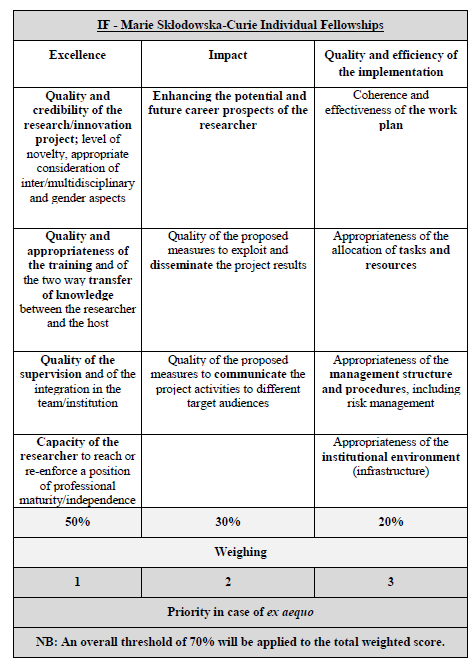 IF - Marie Skłodowska-Curie Individual Fellowships
Excellence
Impact
Quality and efficiency of
the implementation
Quality and
credibility of the
research/innovation
project; level of
novelty, appropriate
consideration of
inter/multidisciplinary
and gender aspects
Enhancing the potential and
future career prospects of the
researcher
Coherence and
effectiveness of the work
plan
Quality and
appropriateness of
the training and of
the two way transfer
of knowledge
between the researcher
and the host
Quality of the proposed
measures to exploit and
disseminate the project results
Appropriateness of the
allocation of tasks and
resources
Quality of the
supervision and of the
integration in the
team/institution
Quality of the proposed
measures to communicate the
project activities to different
target audiences
Appropriateness of the
management structure
and procedures, including
risk management
Capacity of the
researcher to reach or
re-enforce a position
of professional
maturity/independence
Appropriateness of the
institutional environment
(infrastructure)
50%
30%
20%
Weighing
1
2
3
Priority in case of ex aequo
NB: An overall threshold of 70% will be applied to the total weighted score.